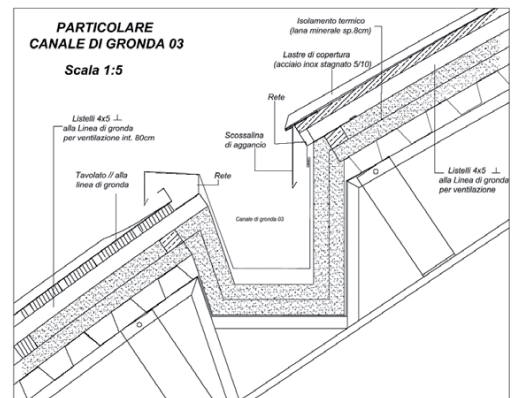 PARTICOLARE
CANALE DI GRONDA 03
Scala 1:5
Isolamento termico
(lana minerale sp.8cm)
Lastre di copertura
(acciaio inox stagnato 5/10)
Rete
Scossalina
di aggancio
Listelli 4x5 ⊥
alla Linea di gronda
per ventilazione int. 80cm
Tavolato // alla
linea di gronda
Rete
Canale di gronda 03
Listelli 4x5 ⊥
alla Linea di gronda
per ventilazione